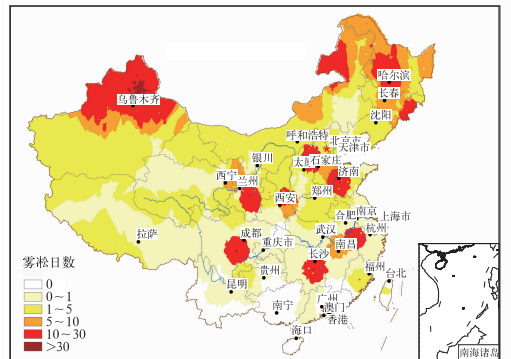 哈尔滨
长春
乌鲁木齐
沈阳
呼和浩特
北京市
天津市
银川
太原
石家庄
西宁
兰州
济南
西安
郑州
合肥
南京
上海市
拉萨
成都
重庆市
武汉
杭州
长沙
南昌
贵州
福州
台北
昆明
南宁
广州
澳门
香港
海口
雾凇日数
0
0~1
1~5
5~10
10~30
>30
南海诸岛